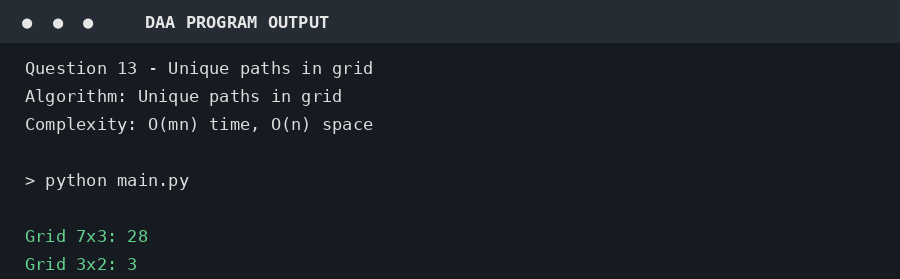 DAA PROGRAM OUTPUT
Question 13 - Unique paths in grid
Algorithm: Unique paths in grid
Complexity: O(mn) time, O(n) space
> python main.py
Grid 7x3: 28
Grid 3x2: 3